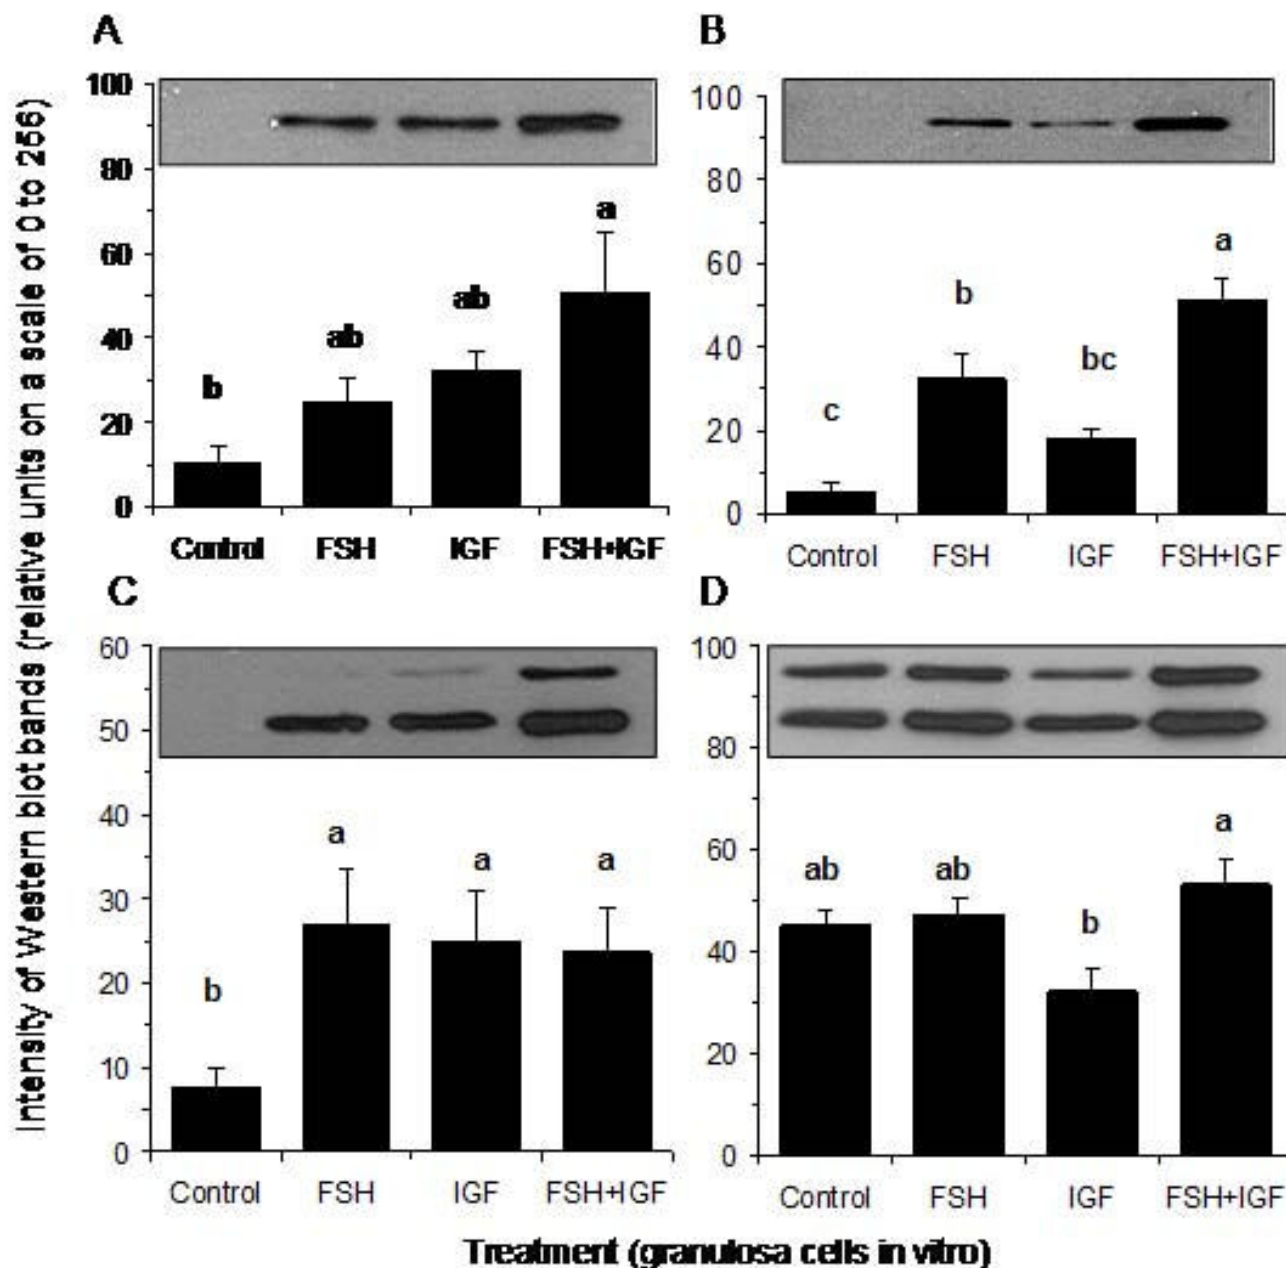 Intensity of Western blot bands (relative units on a scale of 0 to 256)
A
100
80
60
40
20
0
b
ab
ab
a
Control FSH IGF FSH+IGF
B
100
80
60
40
20
0
c
b
bc
a
Control FSH IGF FSH+IGF
C
60
50
40
30
20
10
0
b
a
a
a
Control FSH IGF FSH+IGF
D
100
80
60
40
20
0
ab
ab
b
a
Control FSH IGF FSH+IGF
Treatment (granulosa cells in vitro)